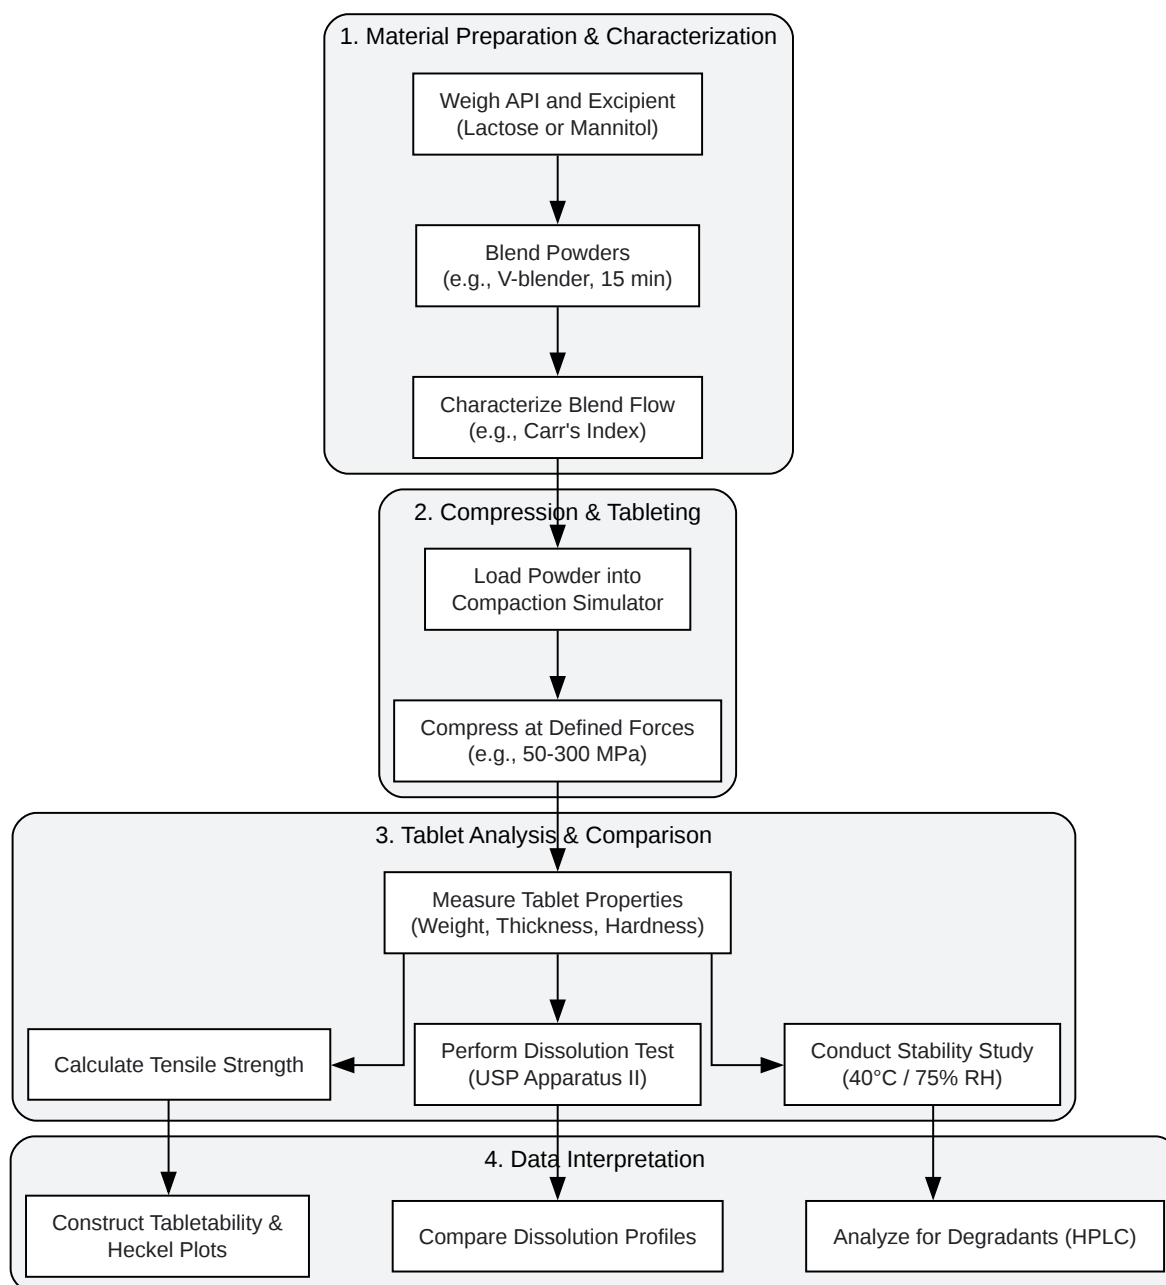 1. Material Preparation & Characterization
Weigh API and Excipient
(Lactose or Mannitol)
Blend Powders
(e.g., V-blender, 15 min)
Characterize Blend Flow
(e.g., Carr's Index)
2. Compression & Tableting
Load Powder into
Compaction Simulator
Compress at Defined Forces
(e.g., 50-300 MPa)
3. Tablet Analysis & Comparison
Measure Tablet Properties
(Weight, Thickness, Hardness)
Calculate Tensile Strength
Perform Dissolution Test
(USP Apparatus II)
Conduct Stability Study
(40°C / 75% RH)
4. Data Interpretation
Construct Tabletability &
Heckel Plots
Compare Dissolution Profiles
Analyze for Degradants (HPLC)